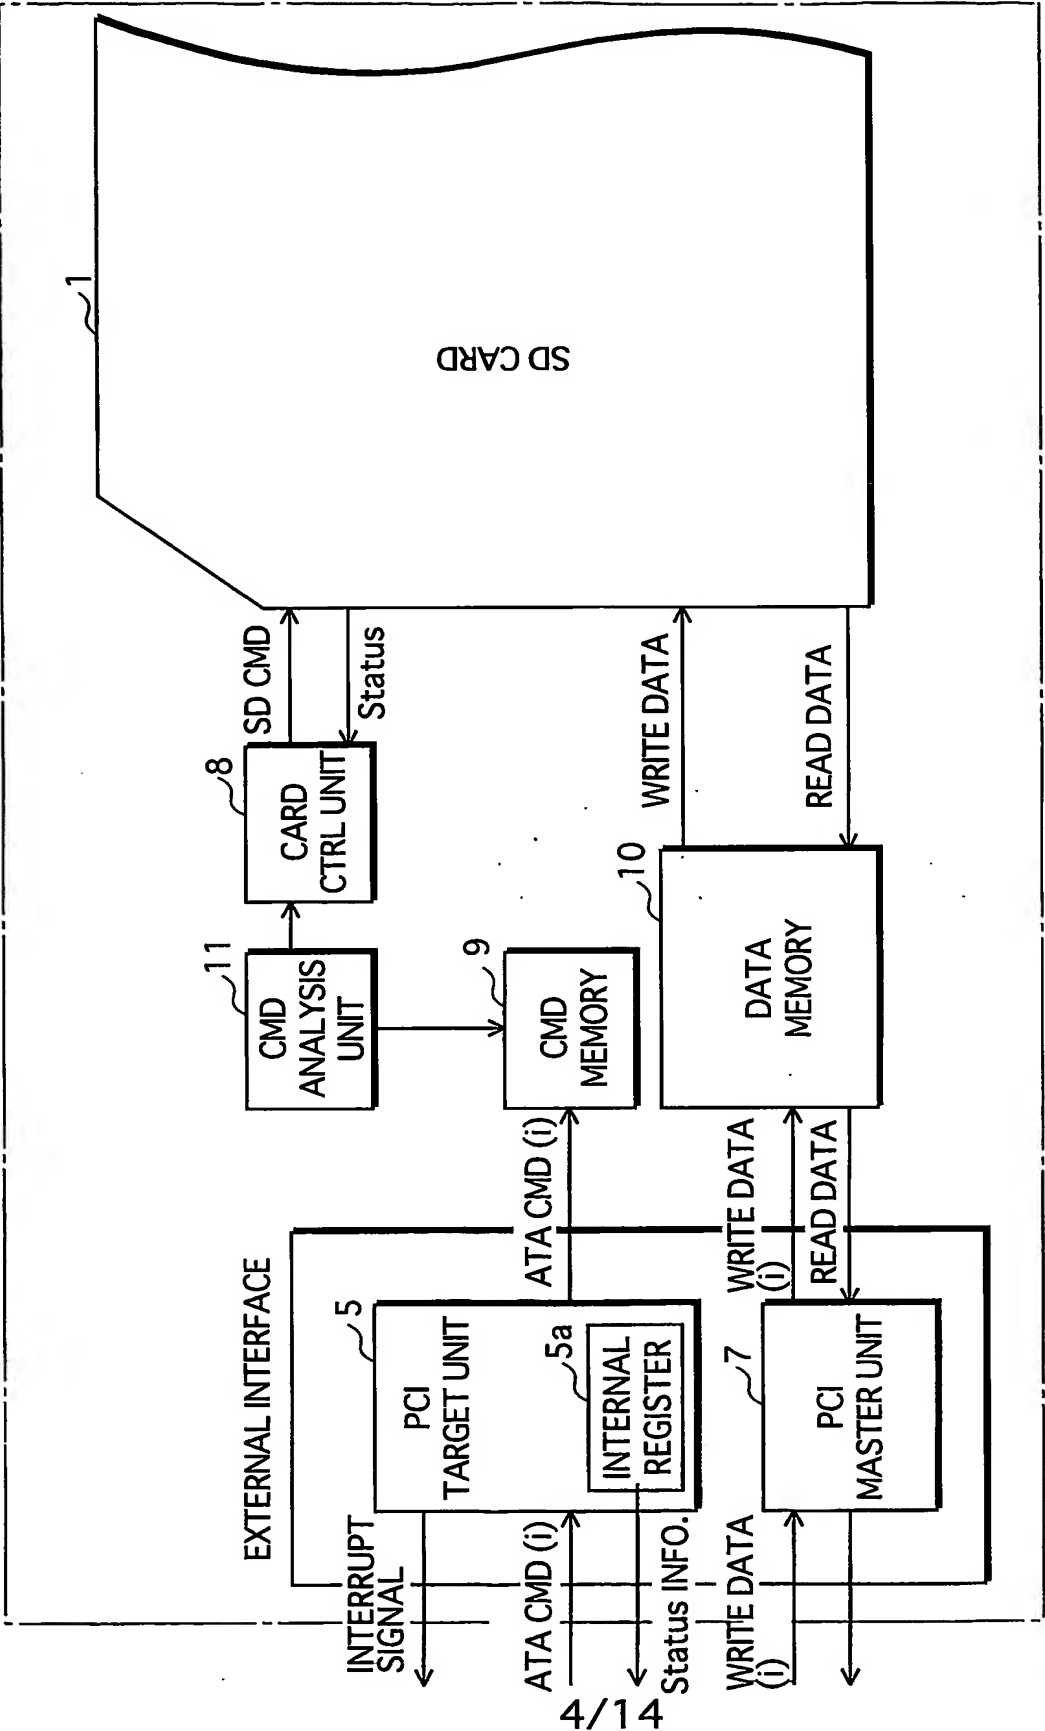 EXTERNAL INTERFACE
INTERRUPT
SIGNAL
ATA CMD (i)
Status INFO.
WRITE DATA
(i)
5
PCI
TARGET UNIT
5a
INTERNAL
REGISTER
7
PCI
MASTER UNIT
ATA CMD (i)
WRITE DATA
(i)
READ DATA
11
CMD
ANALYSIS
UNIT
9
CMD
MEMORY
10
DATA
MEMORY
8
CARD
CTRL UNIT
SD CMD
Status
WRITE DATA
READ DATA
1
SD CARD
4/14